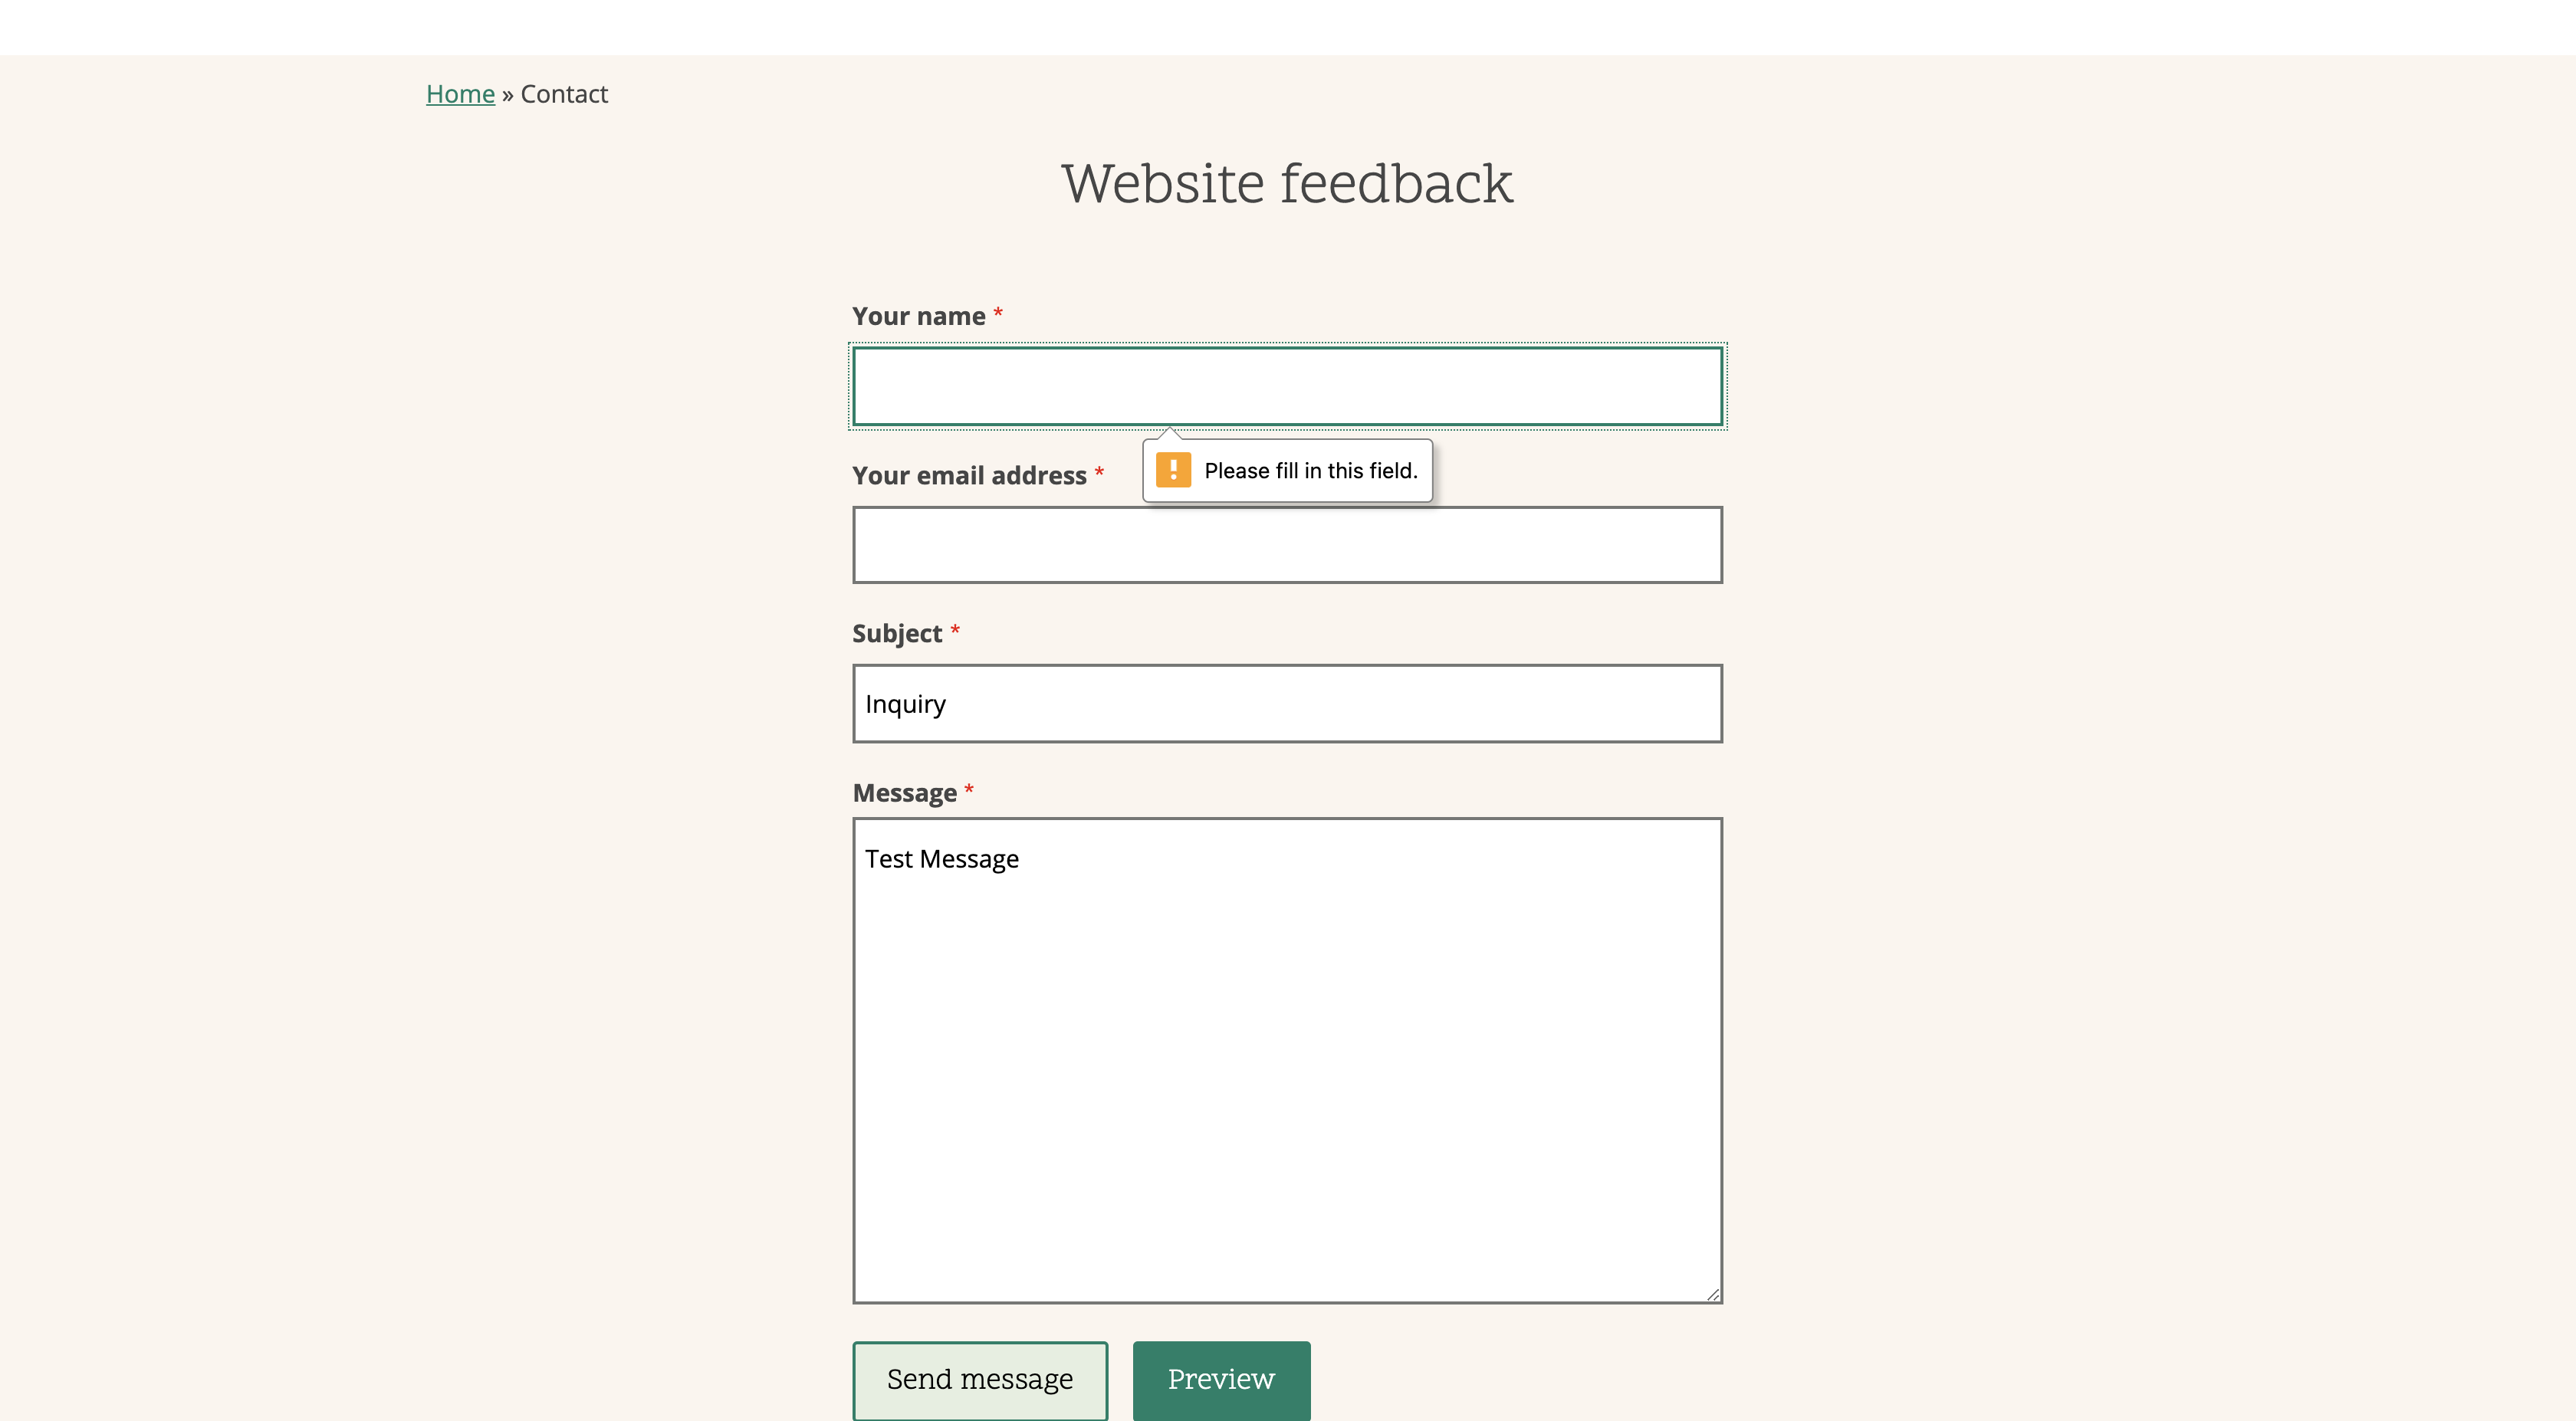 Home » Contact
Website feedback
Your name *
Please fill in this field.
Your email address *
Subject *
Inquiry
Message *
Test Message
Send message
Preview